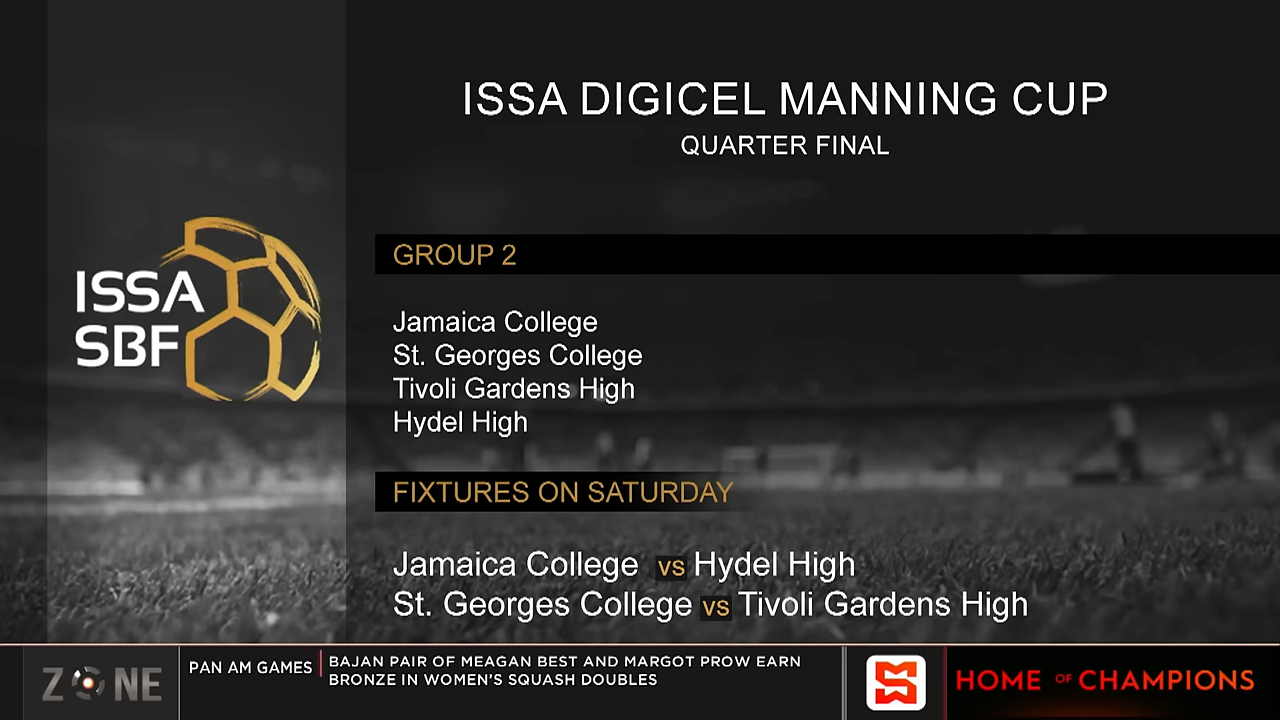 ISSA DIGICEL MANNING CUP
QUARTER FINAL
ISSA
SBF
GROUP 2
Jamaica College
St. Georges College
Tivoli Gardens High
Hydel High
FIXTURES ON SATURDAY
Jamaica College vs Hydel High
St. Georges College vs Tivoli Gardens High
ZONE
PAN AM GAMES
BAJAN PAIR OF MEAGAN BEST AND MARGOT PROW EARN
BRONZE IN WOMEN'S SQUASH DOUBLES
HOME OF CHAMPIONS